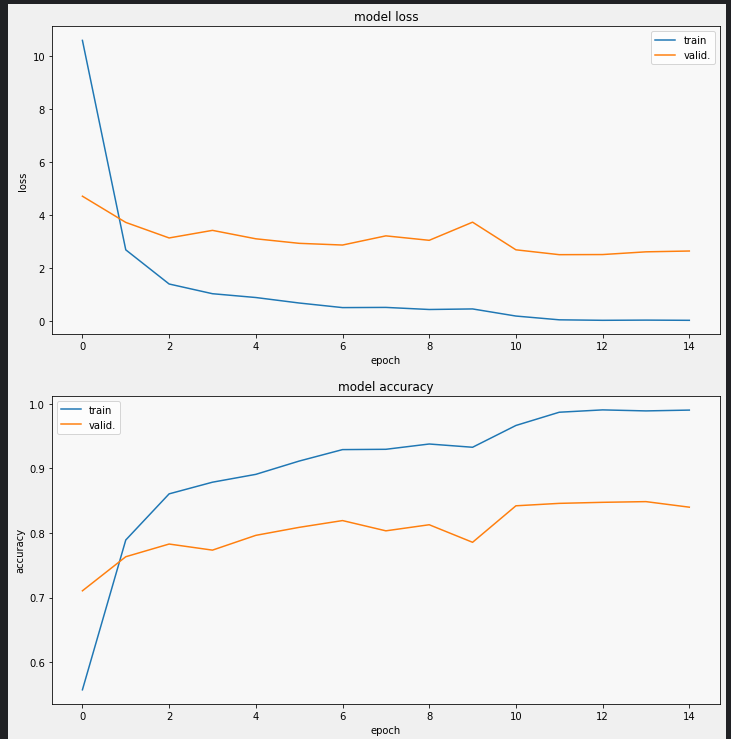 model loss
train
valid.
10
8
6
4
2
0
loss
0 2 4 6 8 10 12 14
epoch
model accuracy
train
valid.
1.0
0.9
0.8
0.7
0.6
accuracy
0 2 4 6 8 10 12 14
epoch